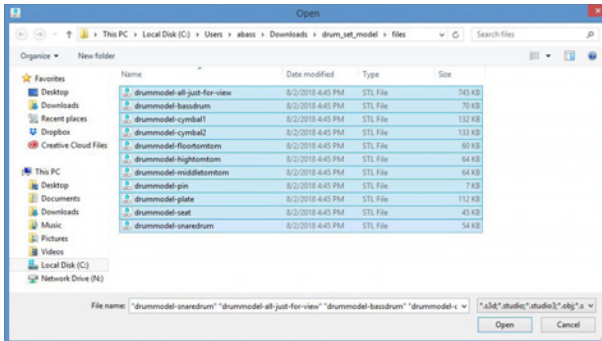 Open
This PC › Local Disk (C:) › Users › abass › Downloads › drum_set_model › files
Search files
Organize
New folder
Name Date modified Type Size
Favorites
Desktop
Downloads
Recent places
Dropbox
Creative Cloud Files
This PC
Desktop
Documents
Downloads
Music
Pictures
Videos
Local Disk (C:)
Network Drive (N:)
drummodel-all-just-for-view 8/2/2018 4:45 PM STL File 745 KB
drummodel-bassdrum 8/2/2018 4:45 PM STL File 70 KB
drummodel-cymbal1 8/2/2018 4:45 PM STL File 132 KB
drummodel-cymbal2 8/2/2018 4:45 PM STL File 133 KB
drummodel-floortomtom 8/2/2018 4:45 PM STL File 60 KB
drummodel-hightomtom 8/2/2018 4:45 PM STL File 64 KB
drummodel-middletomtom 8/2/2018 4:45 PM STL File 64 KB
drummodel-pin 8/2/2018 4:45 PM STL File 7 KB
drummodel-plate 8/2/2018 4:45 PM STL File 112 KB
drummodel-seat 8/2/2018 4:45 PM STL File 45 KB
drummodel-snaredrum 8/2/2018 4:45 PM STL File 54 KB
File name: "drummodel-snaredrum" "drummodel-all-just-for-view" "drummodel-bassdrum" "drummodel-c
*.s3d;*.studio;*.studio3;*.obj;*.s
Open
Cancel